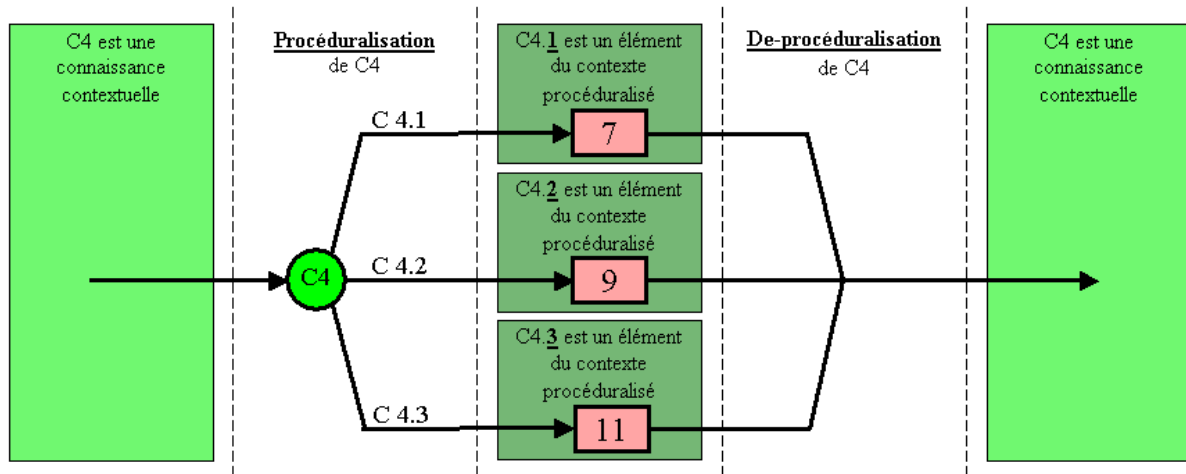 C4 est une
connaissance
contextuelle
Procéduralisation
de C4
C4.1 est un élément
du contexte
procéduralisé
De-procéduralisation
de C4
C4 est une
connaissance
contextuelle
C 4.1
7
C4.2 est un élément
du contexte
procéduralisé
C4
C 4.2
9
C4.3 est un élément
du contexte
procéduralisé
C 4.3
11